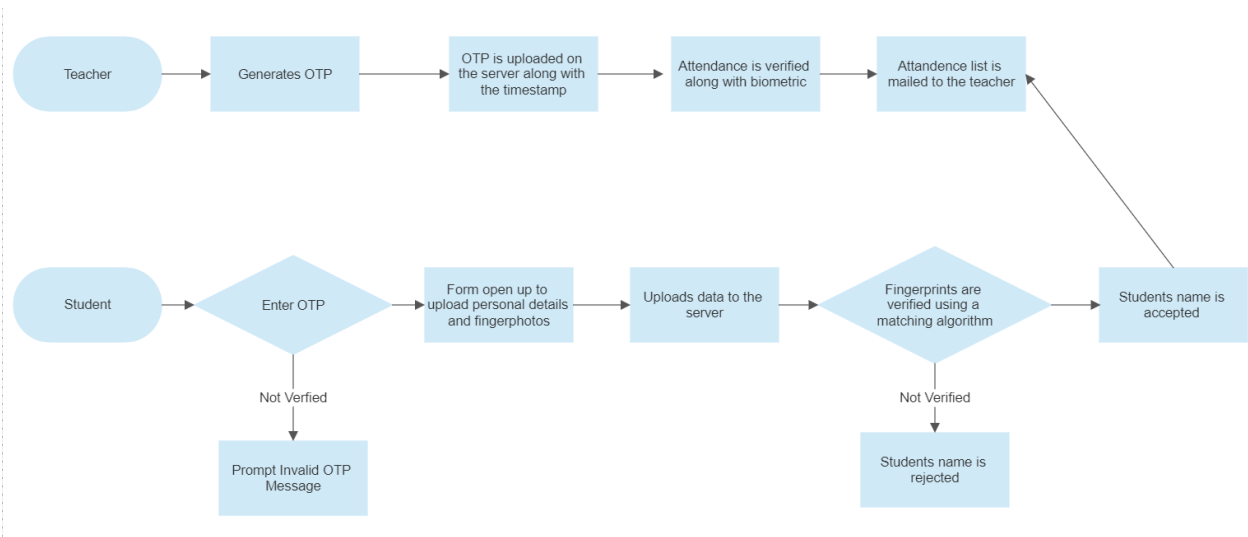 Teacher
Generates OTP
OTP is uploaded on
the server along with
the timestamp
Attendance is verified
along with biometric
Attandence list is
mailed to the teacher
Student
Enter OTP
Form open up to
upload personal details
and fingerphotos
Uploads data to the
server
Fingerprints are
verified using a
matching algorithm
Students name is
accepted
Not Verfied
Not Verified
Prompt Invalid OTP
Message
Students name is
rejected